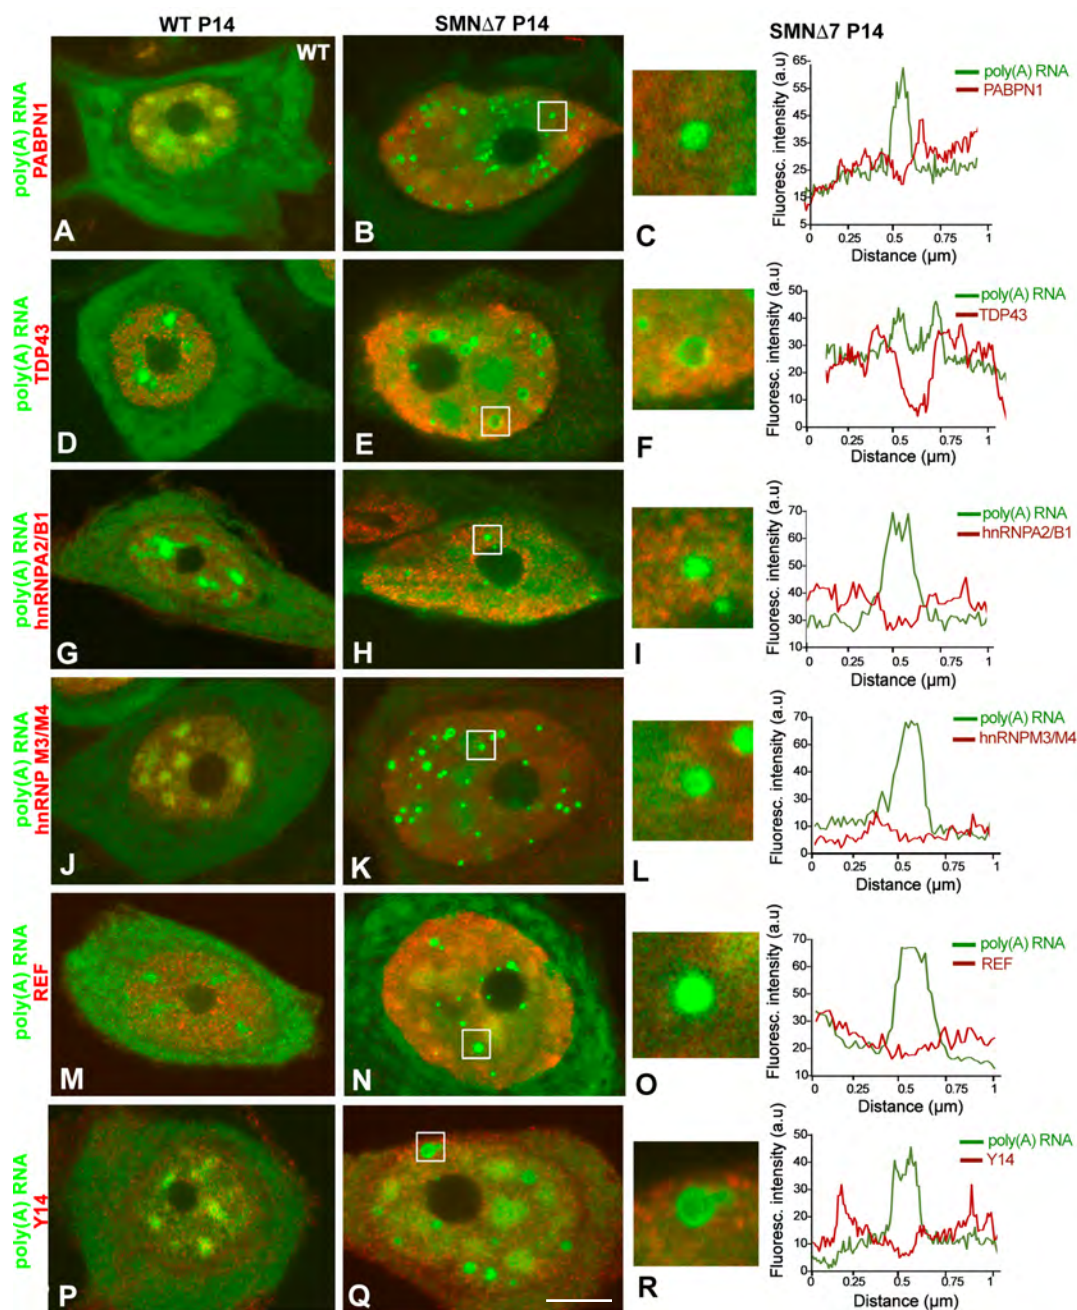 WT P14
SMNΔ7 P14
SMNΔ7 P14
poly(A) RNA
PABPN1
WT
A
B
C
Fluoresc. intensity (a.u)
65
55
45
35
25
15
5
poly(A) RNA
PABPN1
0 0.25 0.5 0.75 1
Distance (µm)
poly(A) RNA
TDP43
D
E
F
Fluoresc. intensity (a.u)
50
40
30
20
10
0
poly(A) RNA
TDP43
0 0.25 0.5 0.75 1
Distance (µm)
poly(A) RNA
hnRNPA2/B1
G
H
I
Fluoresc. intensity (a.u)
70
60
50
40
30
10
poly(A) RNA
hnRNPA2/B1
0 0.25 0.5 0.75 1
Distance (µm)
poly(A) RNA
hnRNP M3/M4
J
K
L
Fluoresc. intensity (a.u)
70
60
50
30
10
0
poly(A) RNA
hnRNPM3/M4
0 0.25 0.5 0.75 1
Distance (µm)
poly(A) RNA
REF
M
N
O
Fluoresc. intensity (a.u)
70
50
40
30
20
10
poly(A) RNA
REF
0 0.25 0.5 0.75 1
Distance (µm)
poly(A) RNA
Y14
P
Q
R
Fluoresc. intensity (a.u)
50
40
30
20
10
0
poly(A) RNA
Y14
0 0.25 0.5 0.75 1
Distance (µm)